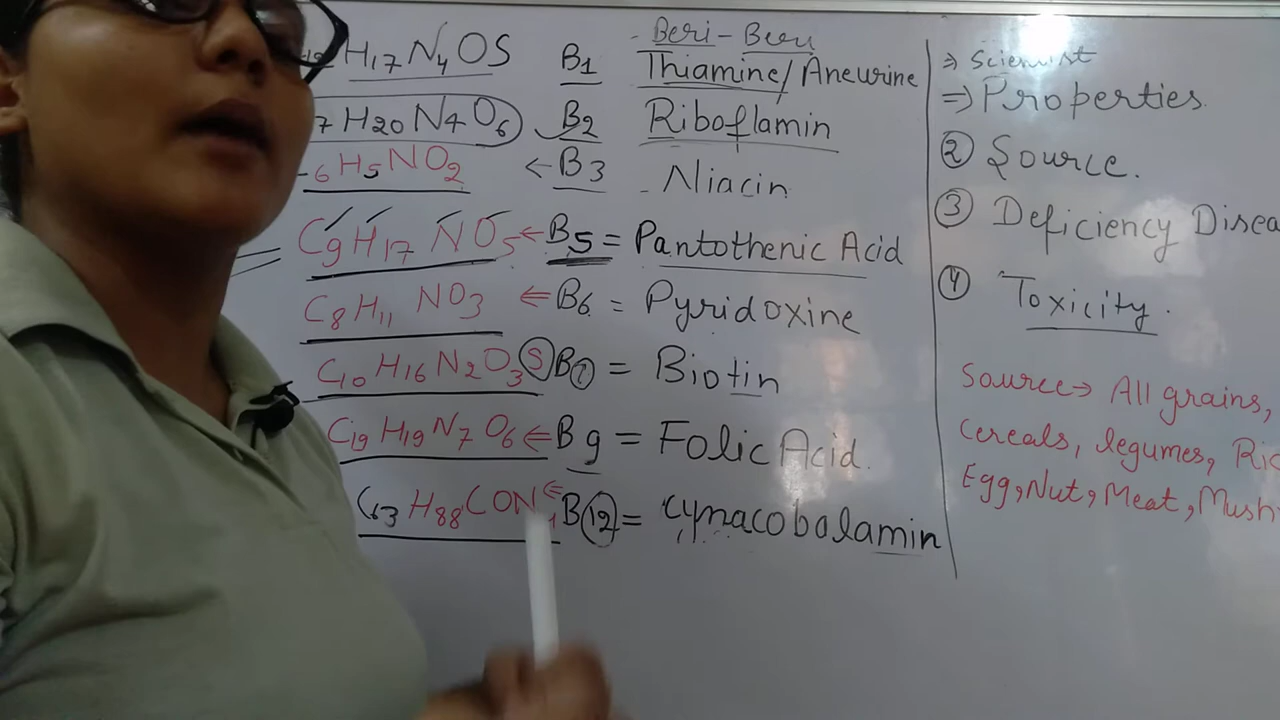 H17N4OS B1 Thiamine/Aneurine
- Beri-Beri
7H20N4O6 B2 Riboflamin
6H5NO2 ←B3 - Niacin
C9H17NO5 ← B5 = Pantothenic Acid
C8H11NO3 ⇐ B6 = Pyridoxine
C10H16N2O3S B7 = Biotin
C19H19N7O6 ⇐ B9 = Folic Acid.
C63H88CON ⇐ B12 = Cynacobalamin
⇒ Scientist
⇒ Properties
② Source.
③ Deficiency Disea
④ Toxicity.
Source → All grains,
Cereals, legumes, Ric
Egg, Nut, Meat, Mush